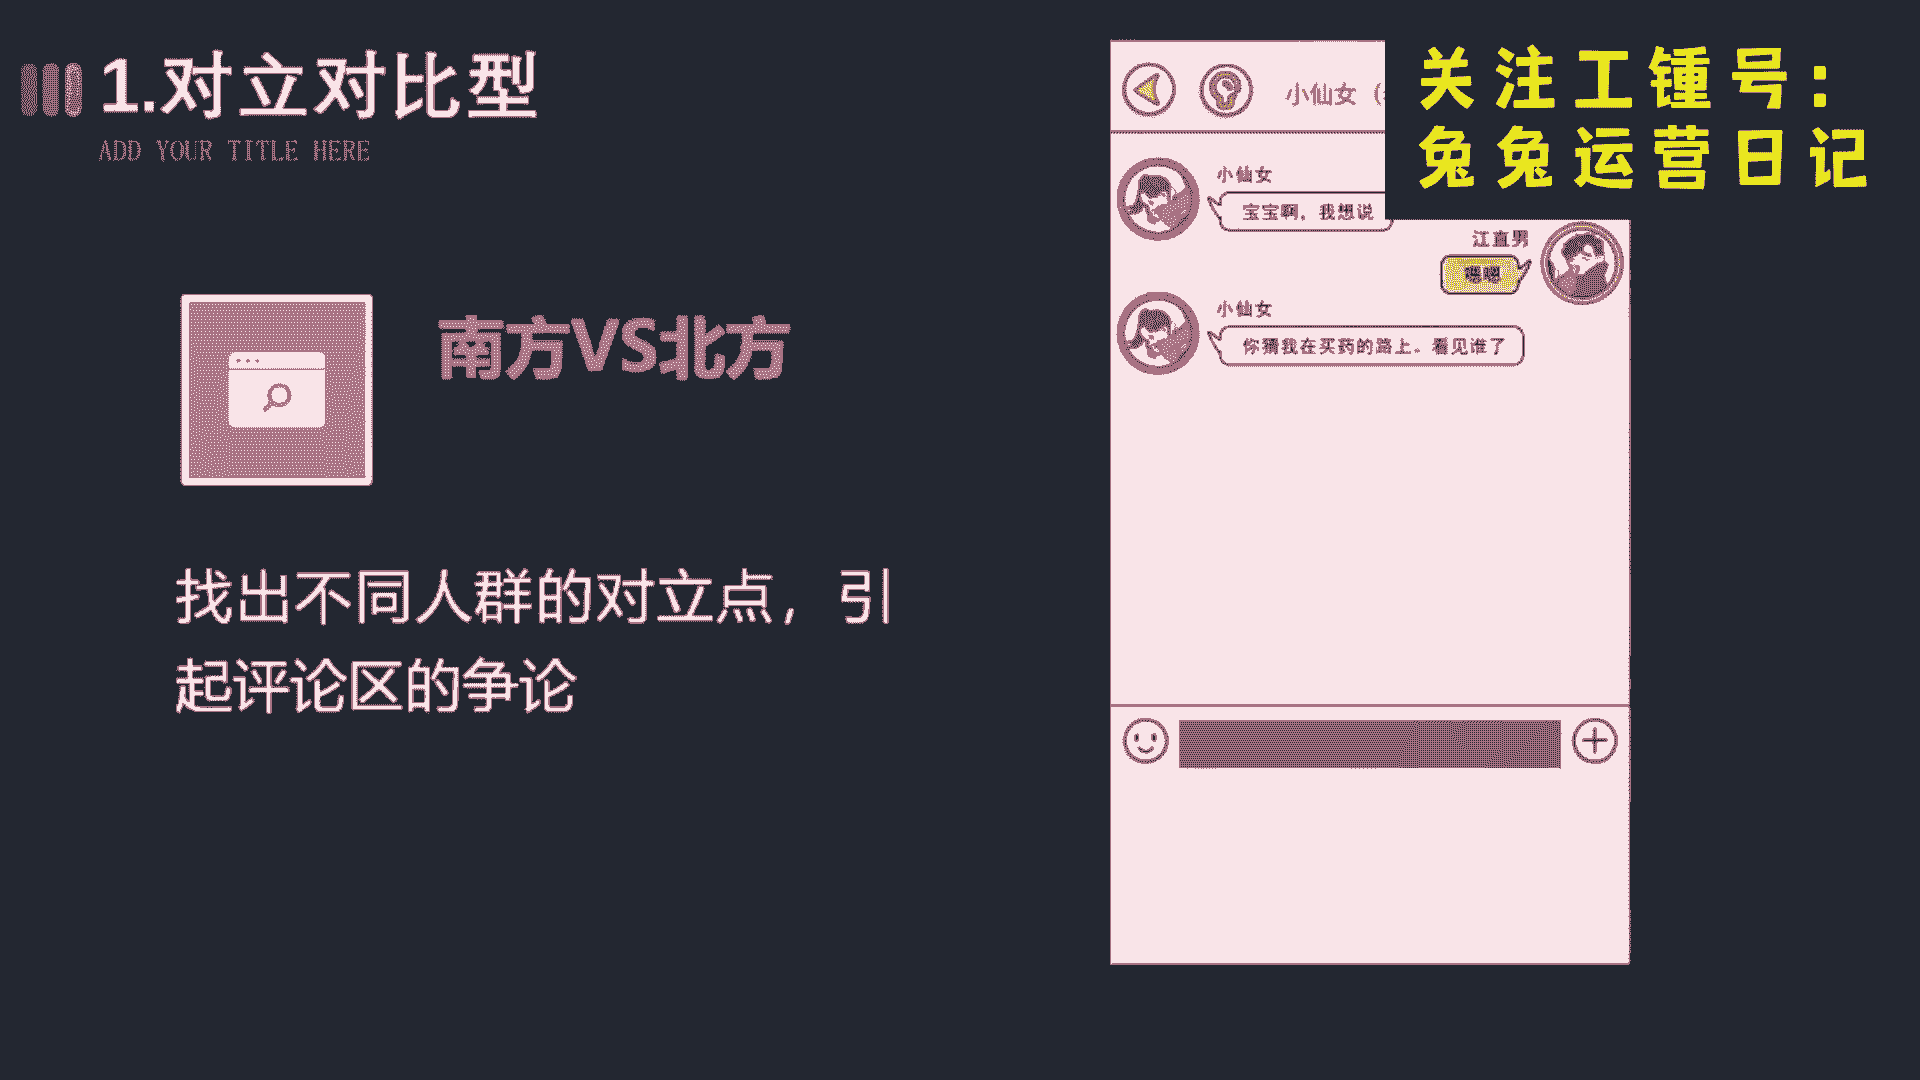 1.对立对比型
ADD YOUR TITLE HERE
南方VS北方
找出不同人群的对立点，引
起评论区的争论
关注工锺号：
兔兔运营日记
小仙女（
小仙女
宝宝啊，我想说
江直男
嗯嗯
小仙女
你猜我在买药的路上。看见谁了